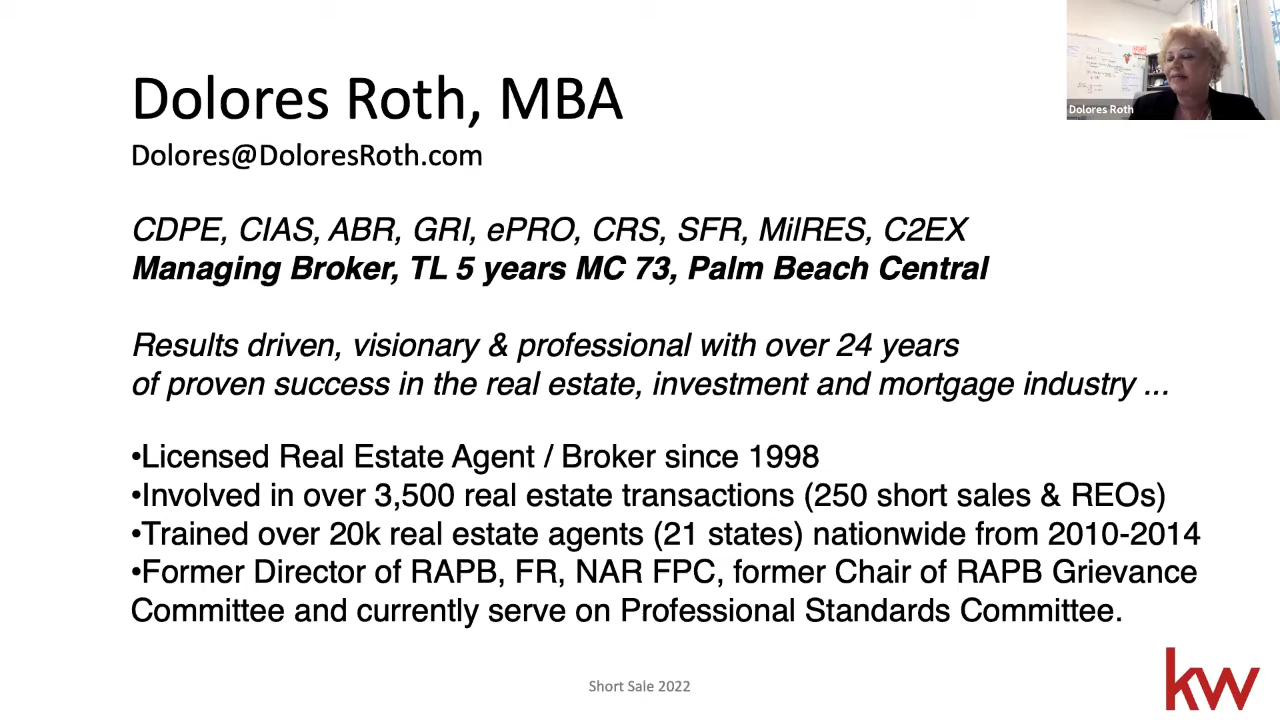 Dolores Roth, MBA
Dolores@DoloresRoth.com
CDPE, CIAS, ABR, GRI, ePRO, CRS, SFR, MilRES, C2EX
Managing Broker, TL 5 years MC 73, Palm Beach Central
Results driven, visionary & professional with over 24 years
of proven success in the real estate, investment and mortgage industry ...
•Licensed Real Estate Agent / Broker since 1998
•Involved in over 3,500 real estate transactions (250 short sales & REOs)
•Trained over 20k real estate agents (21 states) nationwide from 2010-2014
•Former Director of RAPB, FR, NAR FPC, former Chair of RAPB Grievance
Committee and currently serve on Professional Standards Committee.
Short Sale 2022
kw
Dolores Roth